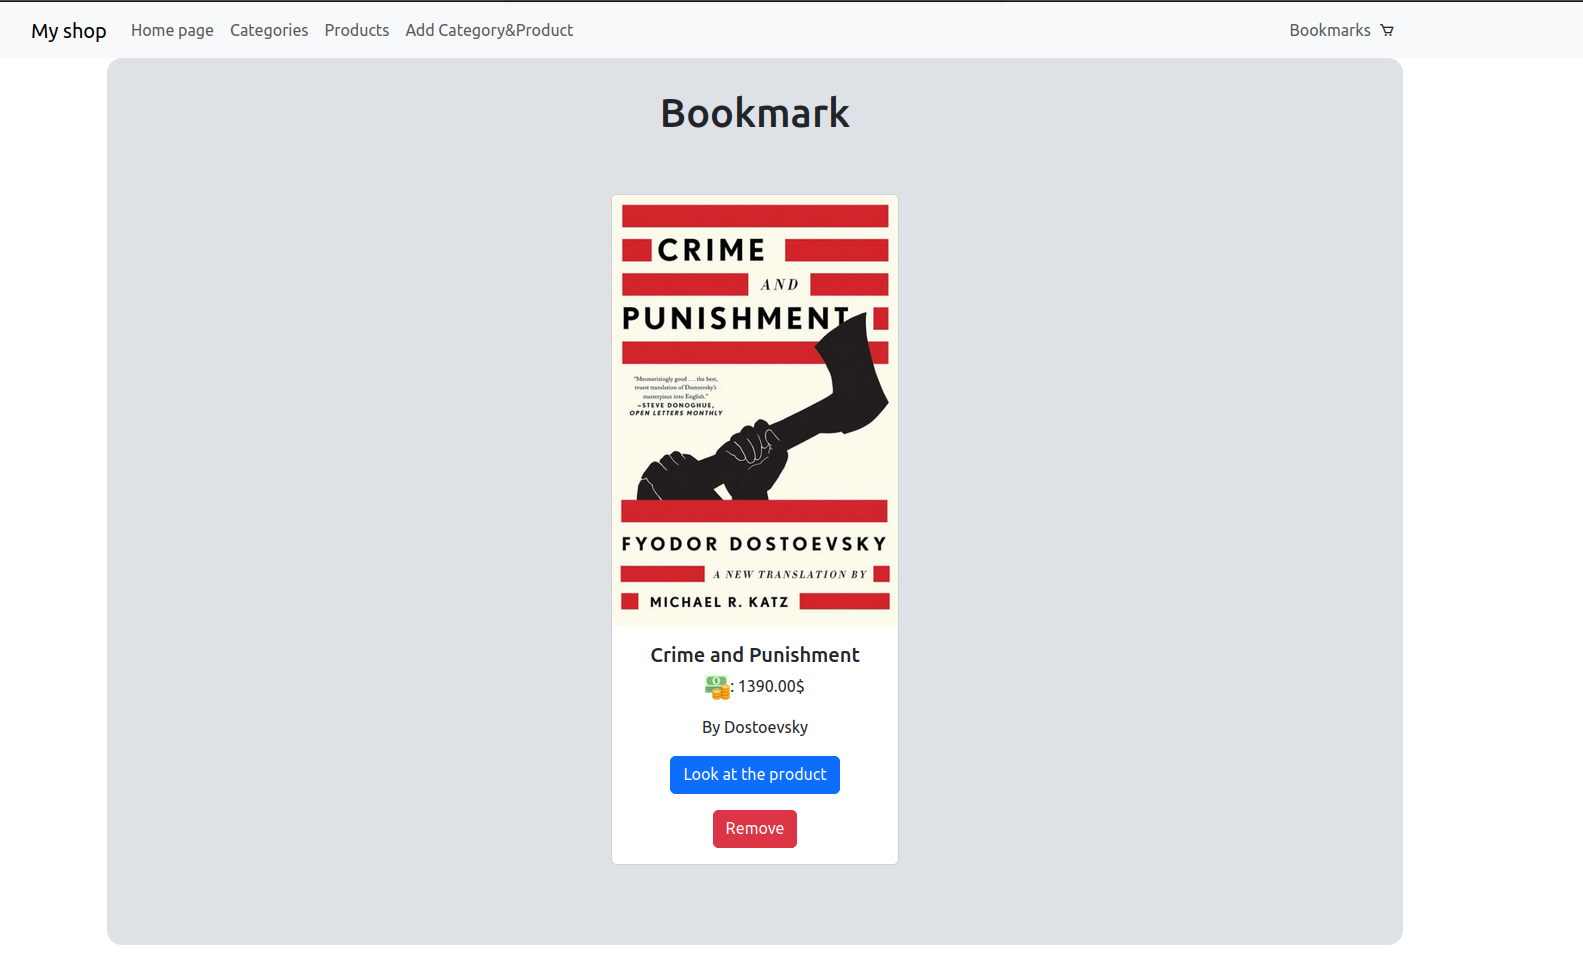 My shop Home page Categories Products Add Category&Product Bookmarks
Bookmark
CRIME
AND
PUNISHMENT
"Mesmerizingly good . . . the best,
truest translation of Dostoevsky's
masterpiece into English."
–STEVE DONOGHUE,
OPEN LETTERS MONTHLY
FYODOR DOSTOEVSKY
A NEW TRANSLATION BY
MICHAEL R. KATZ
Crime and Punishment
: 1390.00$
By Dostoevsky
Look at the product
Remove